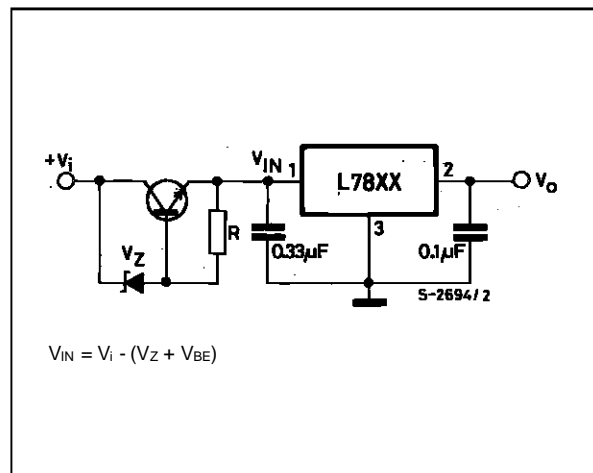 +Vi
VIN
1
L78XX
2
Vo
VZ
R
0.33µF
3
0.1µF
S-2694/2
VIN = Vi - (VZ + VBE)